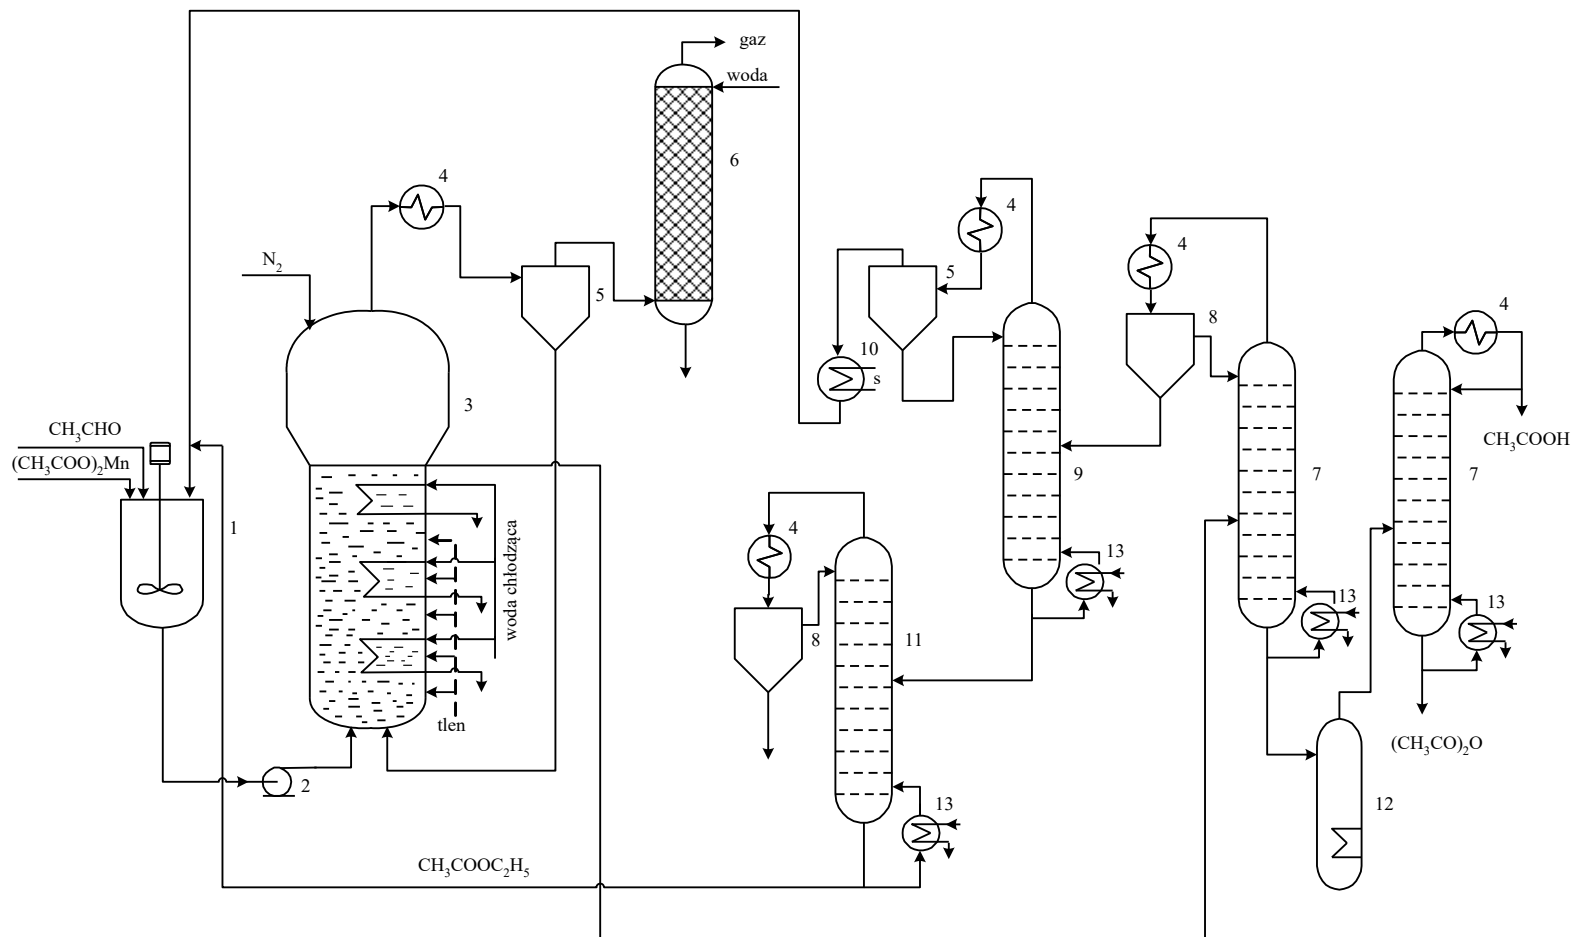 gaz
woda
6
4
N₂
5
3
CH₃CHO
(CH₃COO)₂Mn
1
woda chłodząca
tlen
2
4
5
10
s
9
13
4
8
7
13
4
CH₃COOH
7
13
(CH₃CO)₂O
12
4
8
11
13
CH₃COOC₂H₅